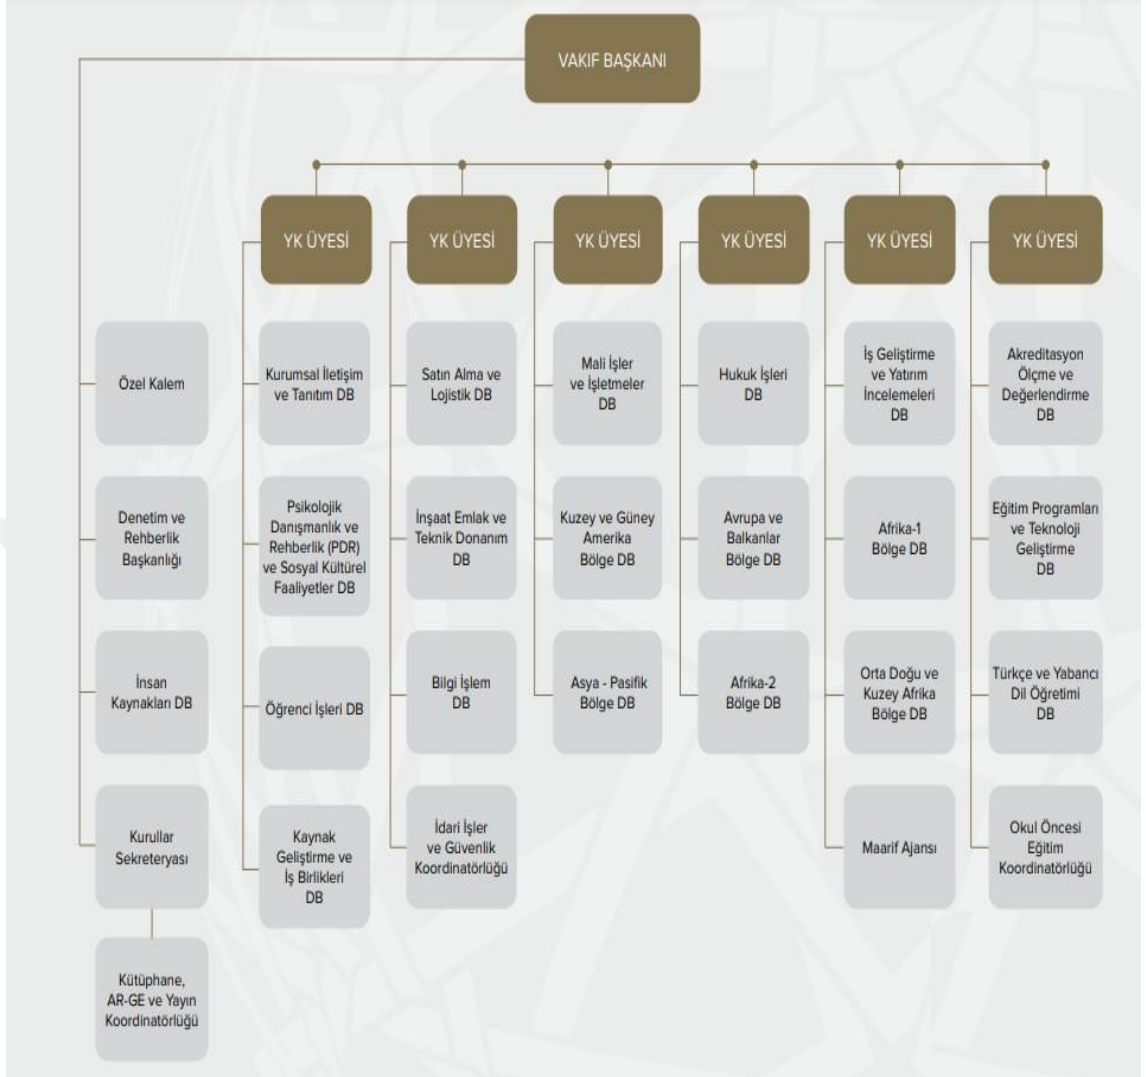 VAKIF BAŞKANI
YK ÜYESİ
YK ÜYESİ
YK ÜYESİ
YK ÜYESİ
YK ÜYESİ
YK ÜYESİ
Özel Kalem
Denetim ve
Rehberlik
Başkanlığı
İnsan
Kaynakları DB
Kurullar
Sekreteryası
Kütüphane,
AR-GE ve Yayın
Koordinatörlüğü
Kurumsal İletişim
ve Tanıtım DB
Psikolojik
Danışmanlık ve
Rehberlik (PDR)
ve Sosyal Kültürel
Faaliyetler DB
Öğrenci İşleri DB
Kaynak
Geliştirme ve
İş Birlikleri
DB
Satın Alma ve
Lojistik DB
İnşaat Emlak ve
Teknik Donanım
DB
Bilgi İşlem
DB
İdari İşler
ve Güvenlik
Koordinatörlüğü
Mali İşler
ve İşletmeler
DB
Kuzey ve Güney
Amerika
Bölge DB
Asya - Pasifik
Bölge DB
Hukuk İşleri
DB
Avrupa ve
Balkanlar
Bölge DB
Afrika-2
Bölge DB
İş Geliştirme
ve Yatırım
İncelemeleri
DB
Afrika-1
Bölge DB
Orta Doğu ve
Kuzey Afrika
Bölge DB
Maarif Ajansı
Akreditasyon
Ölçme ve
Değerlendirme
DB
Eğitim Programları
ve Teknoloji
Geliştirme
DB
Türkçe ve Yabancı
Dil Öğretimi
DB
Okul Öncesi
Eğitim
Koordinatörlüğü